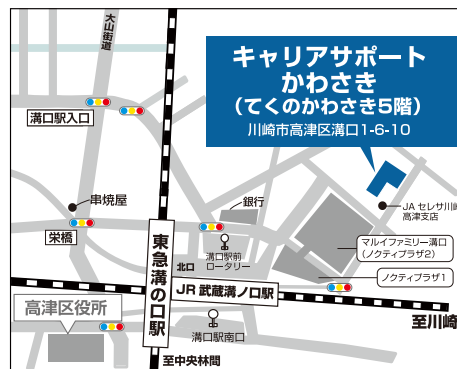 大山街道
キャリアサポート
かわさき
(てくのかわさき5階)
川崎市高津区溝口1-6-10
溝口駅入口
串焼屋
銀行
JA セレサ川崎
高津支店
栄橋
東急溝の口駅
溝口駅前
ロータリー
マルイファミリー溝口
(ノクティプラザ2)
北口
ノクティプラザ1
JR 武蔵溝ノ口駅
高津区役所
至川崎
溝口駅南口
至中央林間